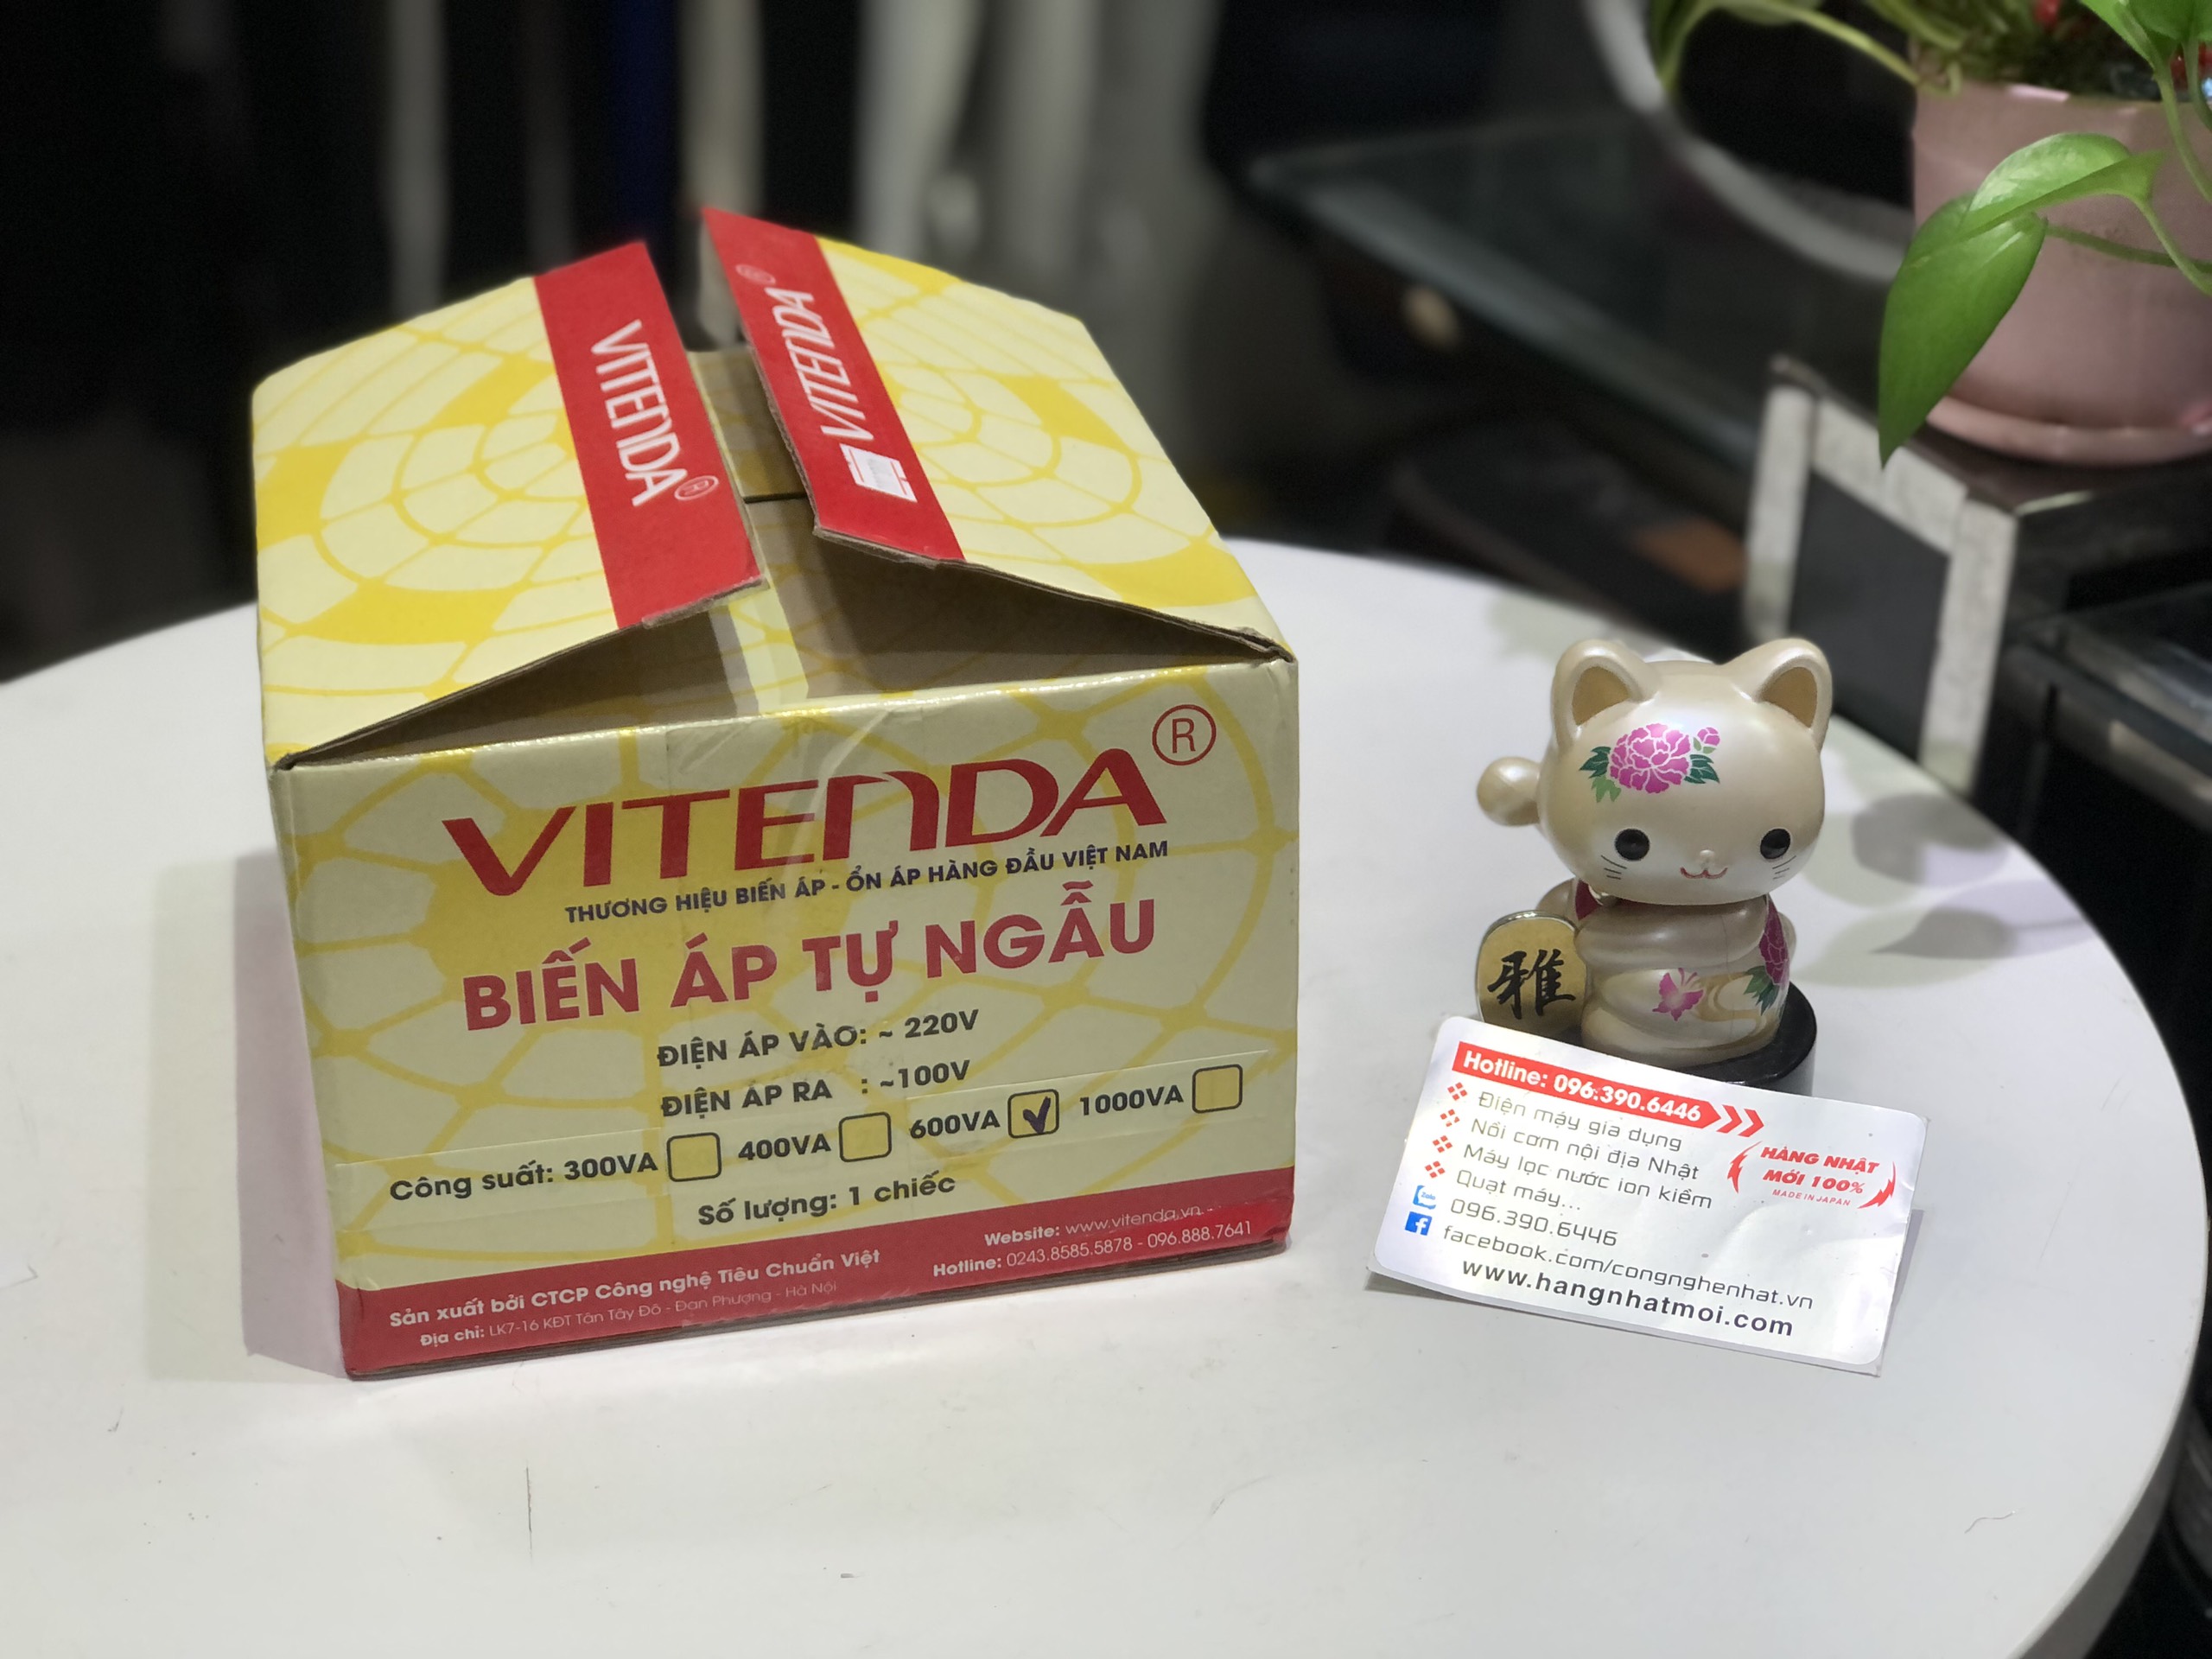 VITENDA®
VITENDA®
VITENDA®
THƯƠNG HIỆU BIẾN ÁP - ỔN ÁP HÀNG ĐẦU VIỆT NAM
BIẾN ÁP TỰ NGẪU
ĐIỆN ÁP VÀO: ~ 220V
ĐIỆN ÁP RA : ~100V
Công suất: 300VA 400VA 600VA 1000VA
Số lượng: 1 chiếc
Sản xuất bởi CTCP Công nghệ Tiêu Chuẩn Việt
Địa chỉ: LK7-16 KĐT Tân Tây Đô - Đan Phượng - Hà Nội
Website: www.vitenda.vn
Hotline: 0243.8585.5878 - 096.888.7641
雅
Hotline: 096.390.6446
Điện máy gia dụng
Nồi cơm nội địa Nhật
Máy lọc nước ion kiềm
Quạt máy...
HÀNG NHẬT
MỚI 100%
MADE IN JAPAN
Zalo
096.390.6446
facebook.com/congnghenhat.vn
www.hangnhatmoi.com